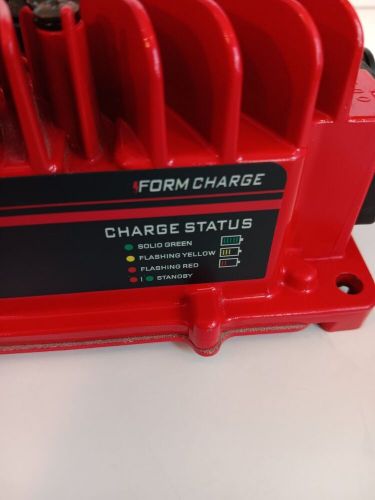 FORM CHARGE
CHARGE STATUS
SOLID GREEN
FLASHING YELLOW
FLASHING RED
| STANDBY